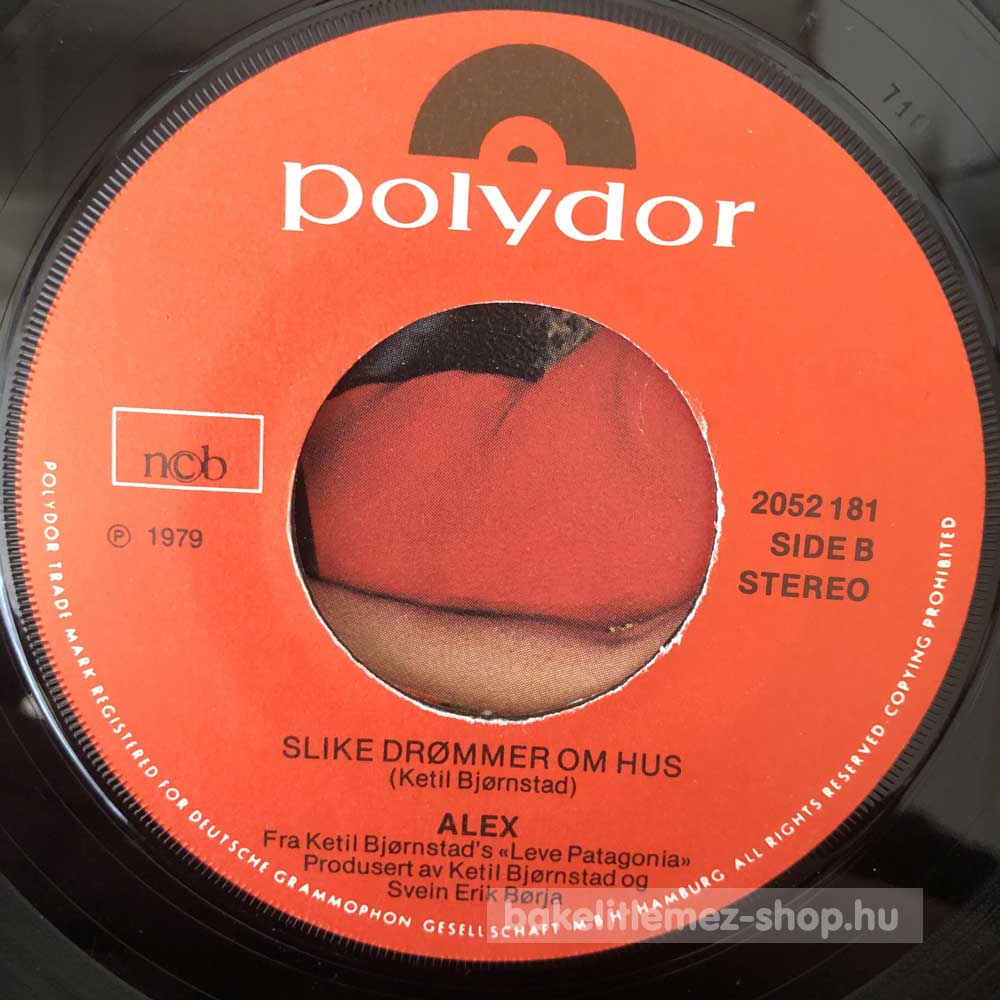 710
polydor
ncb
℗ 1979
2052 181
SIDE B
STEREO
SLIKE DRØMMER OM HUS
(Ketil Bjørnstad)
ALEX
Fra Ketil Bjørnstad's «Leve Patagonia»
Produsert av Ketil Bjørnstad og
Svein Erik Børja
POLYDOR TRADE MARK REGISTERED FOR DEUTSCHE GRAMMOPHON GESELLSCHAFT M·B·H· HAMBURG ALL RIGHTS RESERVED COPYING PROHIBITED
bakelitlemez-shop.hu